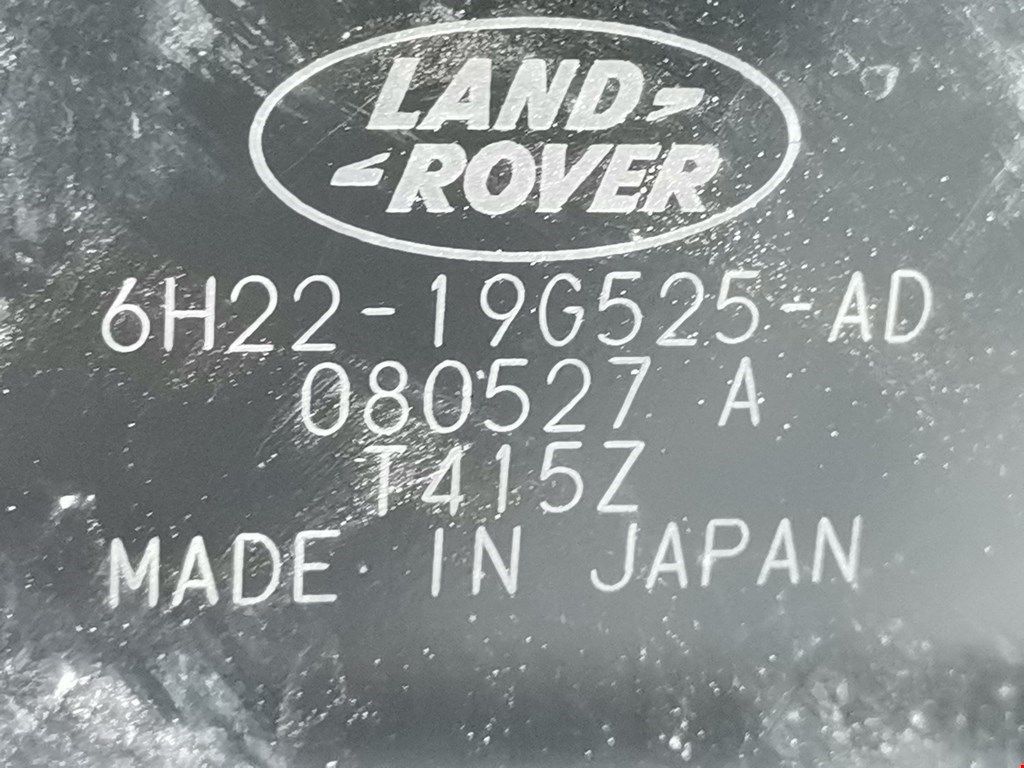 LAND
ROVER
6H22-19G525-AD
080527 A
T415Z
MADE IN JAPAN